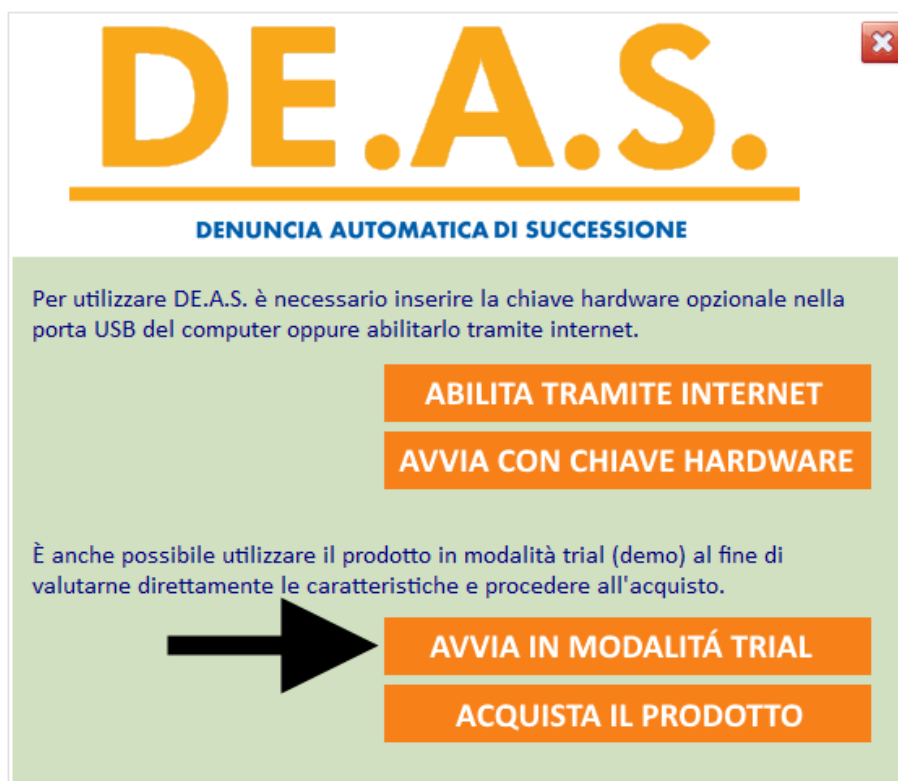 DE.A.S.
DENUNCIA AUTOMATICA DI SUCCESSIONE
Per utilizzare DE.A.S. è necessario inserire la chiave hardware opzionale nella
porta USB del computer oppure abilitarlo tramite internet.
ABILITA TRAMITE INTERNET
AVVIA CON CHIAVE HARDWARE
È anche possibile utilizzare il prodotto in modalità trial (demo) al fine di
valutarne direttamente le caratteristiche e procedere all'acquisto.
AVVIA IN MODALITÁ TRIAL
ACQUISTA IL PRODOTTO